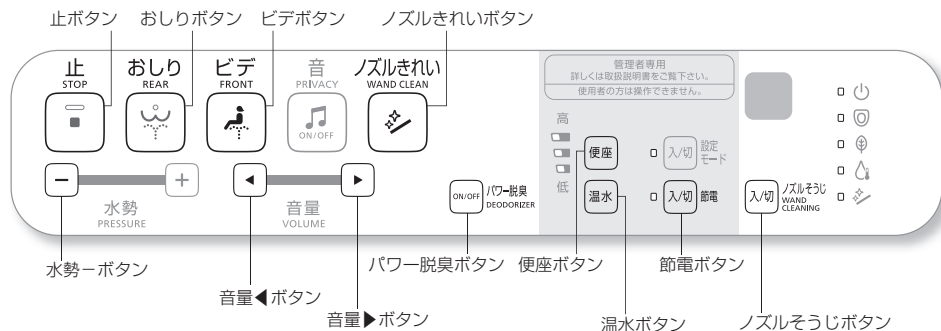 止ボタン
おしりボタン
ビデボタン
ノズルきれいボタン
止
STOP
おしり
REAR
ビデ
FRONT
音
PRIVACY
ON/OFF
ノズルきれい
WAND CLEAN
管理者専用
詳しくは取扱説明書をご覧下さい。
使用者の方は操作できません。
高
低
便座
温水
入/切
設定
モード
入/切
節電
水勢
PRESSURE
音量
VOLUME
ON/OFF
パワー脱臭
DEODORIZER
入/切
ノズルそうじ
WAND
CLEANING
水勢−ボタン
音量◀ボタン
音量▶ボタン
パワー脱臭ボタン
便座ボタン
温水ボタン
節電ボタン
ノズルそうじボタン